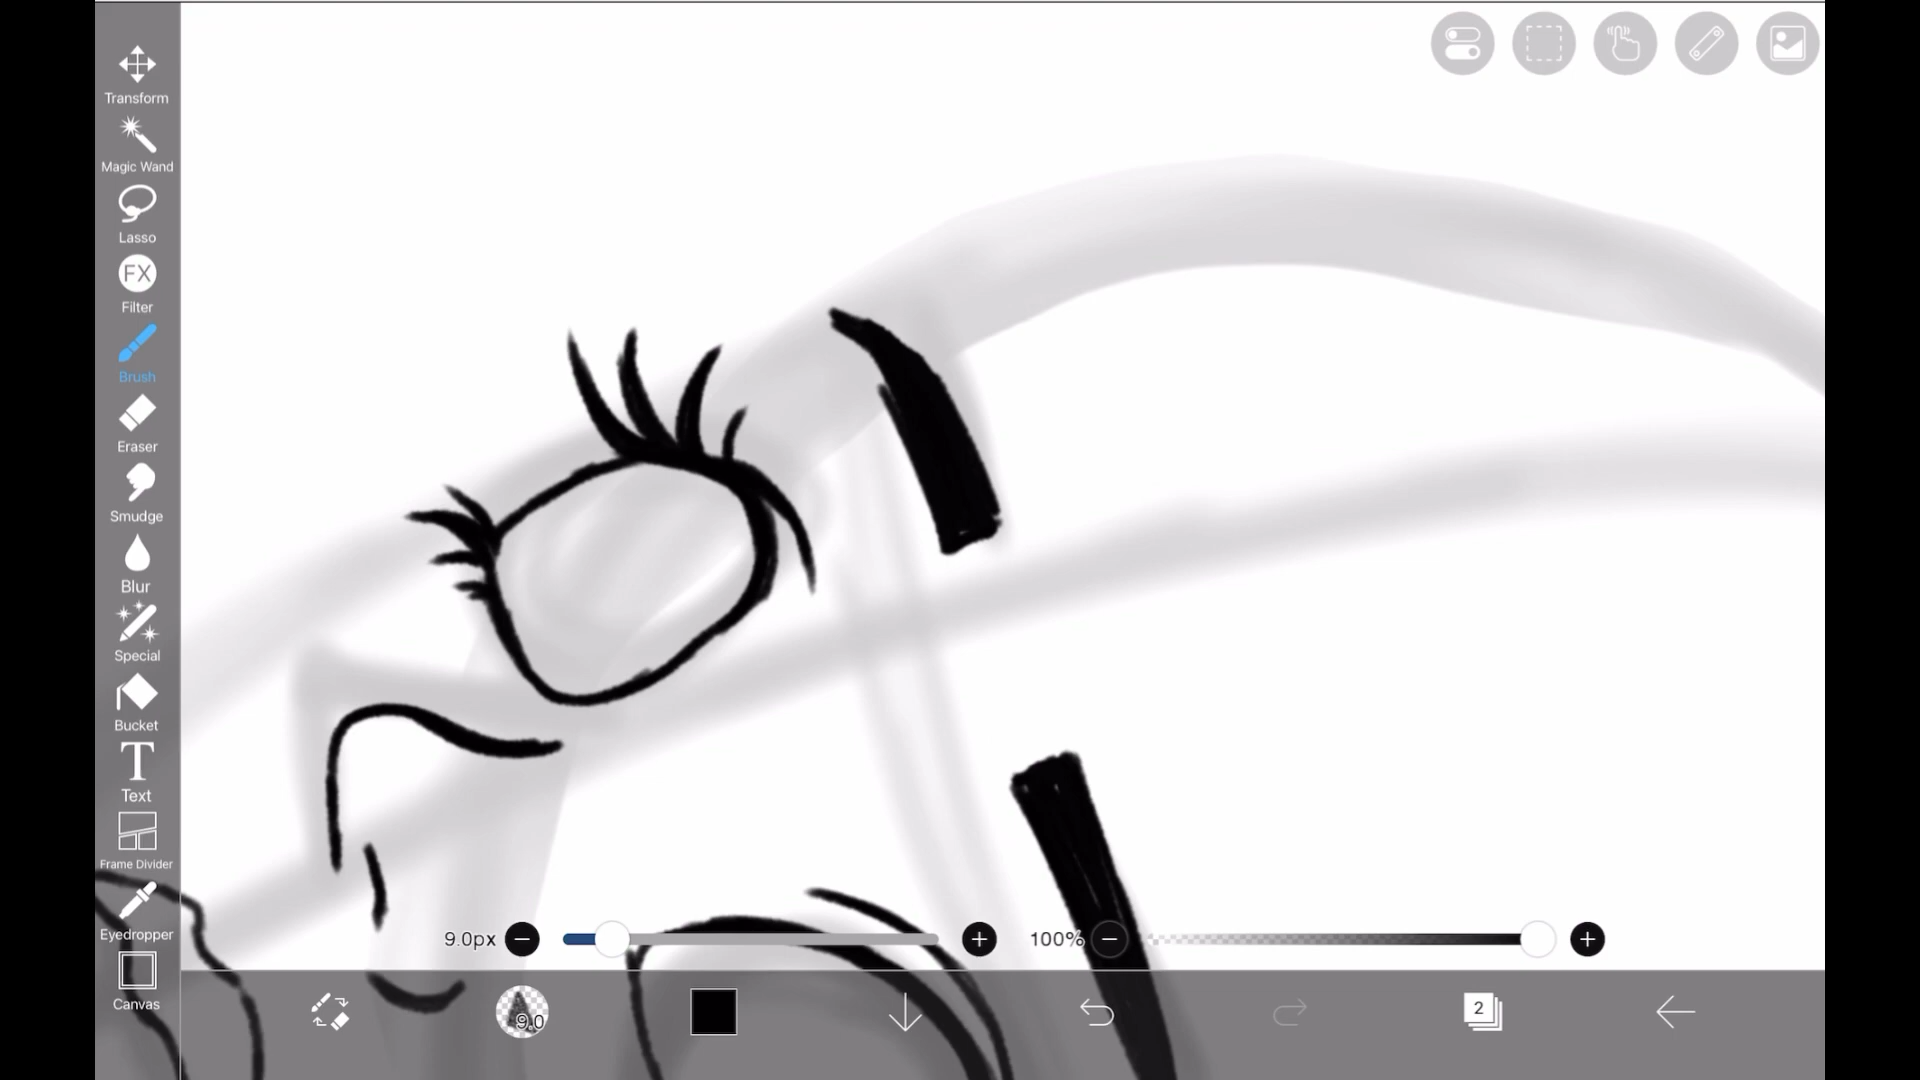 Transform
Magic Wand
Lasso
FX
Filter
Brush
Eraser
Smudge
Blur
Special
Bucket
T
Text
Frame Divider
Eyedropper
Canvas
9.0px
100%
9.0
2